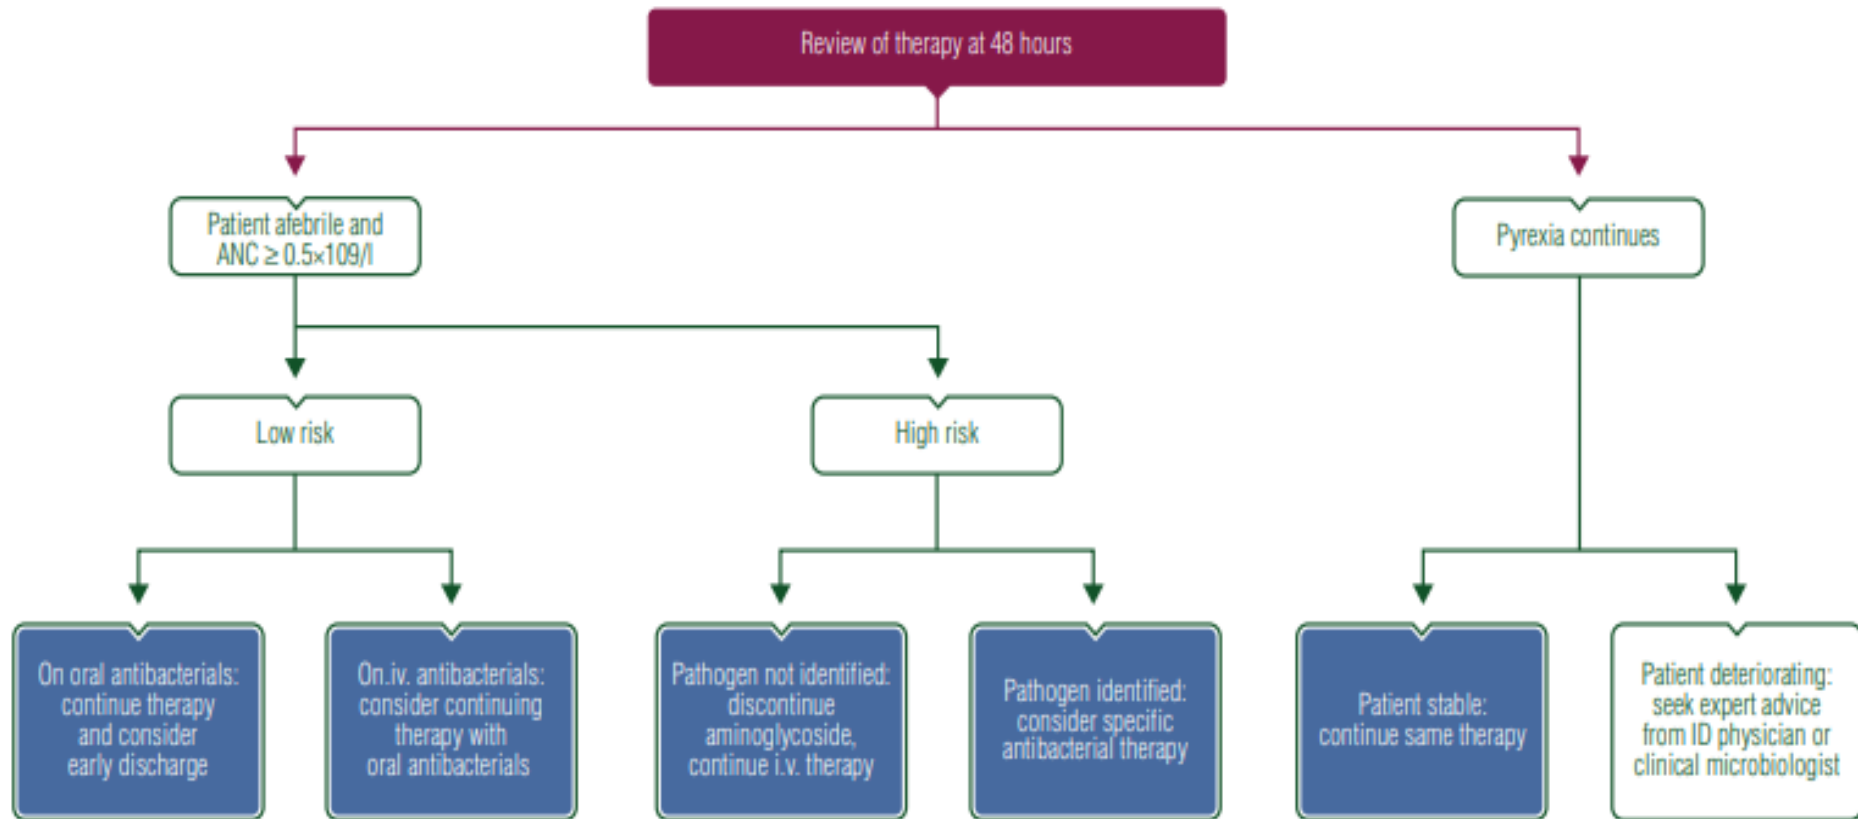 Review of therapy at 48 hours
Patient afebrile and
ANC ≥ 0.5×109/l
Pyrexia continues
Low risk
High risk
On oral antibacterials:
continue therapy
and consider
early discharge
On.iv. antibacterials:
consider continuing
therapy with
oral antibacterials
Pathogen not identified:
discontinue
aminoglycoside,
continue i.v. therapy
Pathogen identified:
consider specific
antibacterial therapy
Patient stable:
continue same therapy
Patient deteriorating:
seek expert advice
from ID physician or
clinical microbiologist